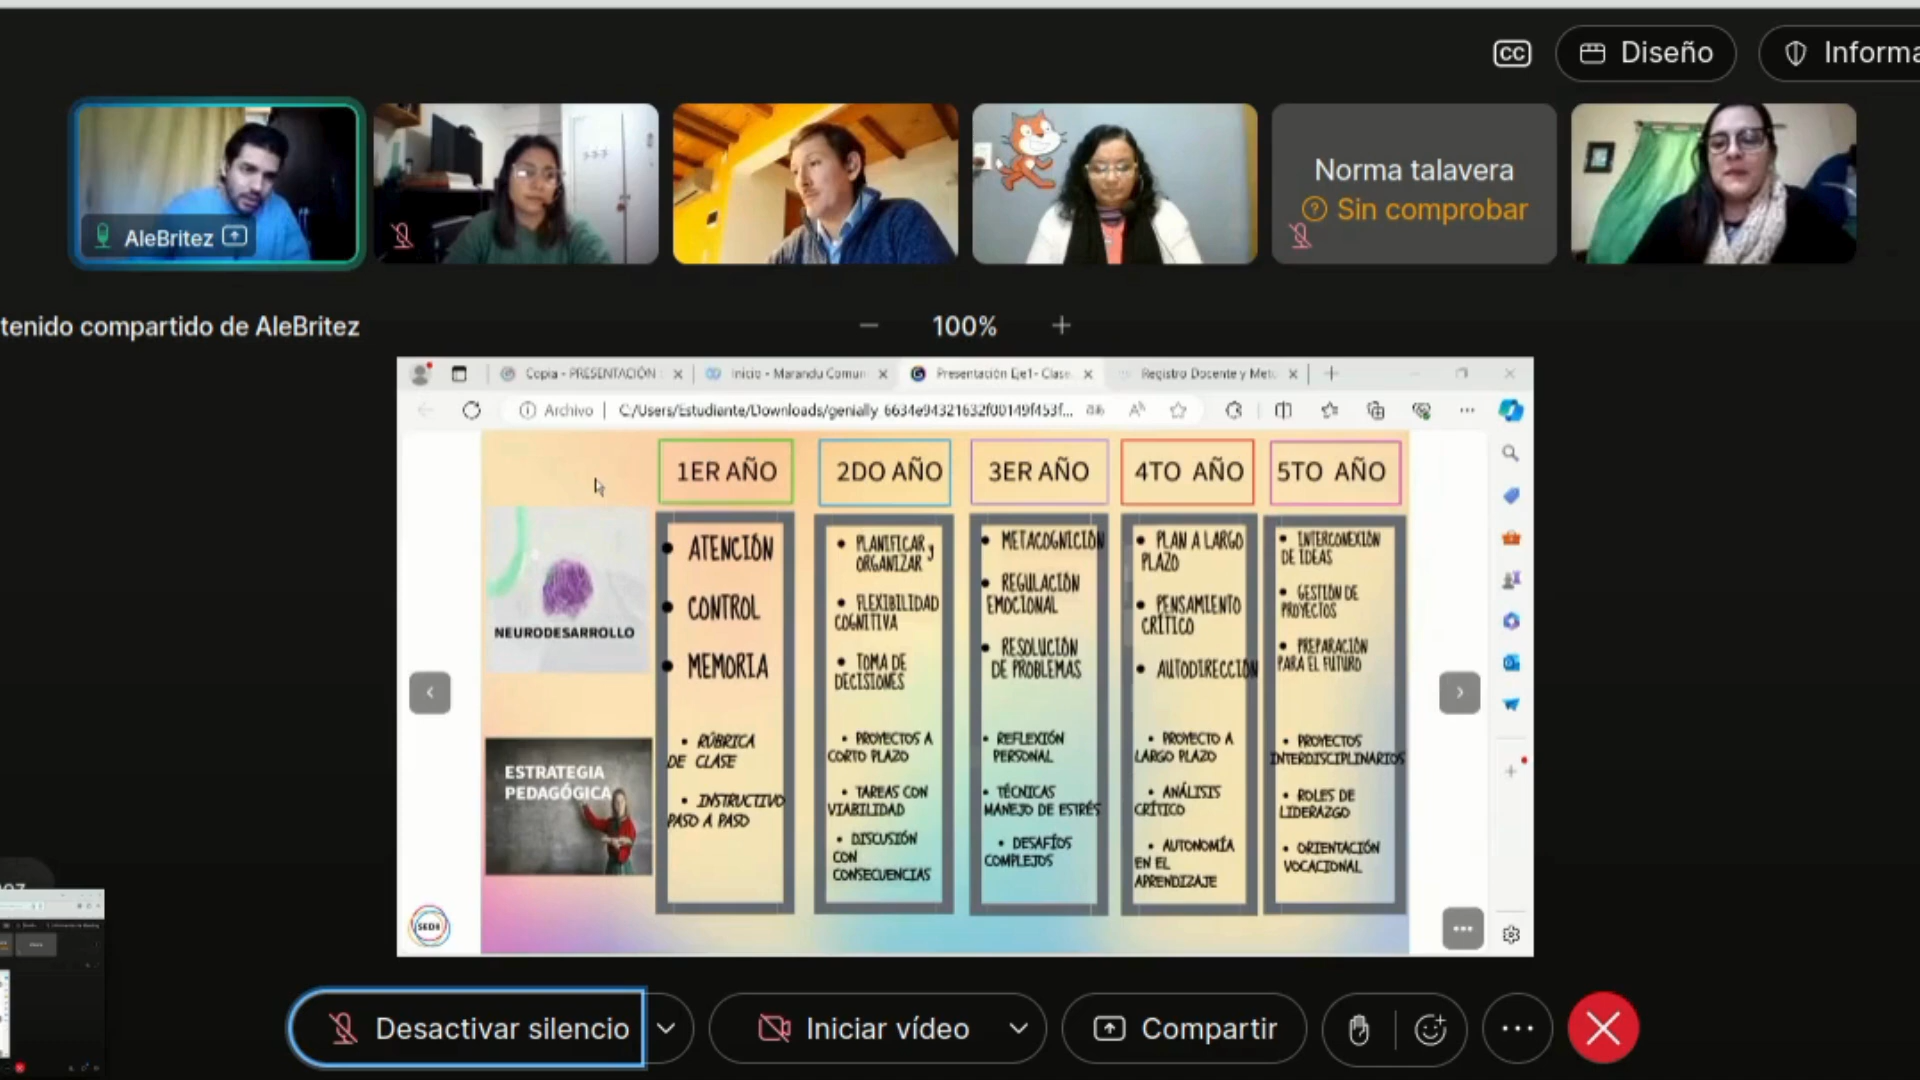 CC
Diseño
Informa
AleBritez
Norma talavera
Sin comprobar
tenido compartido de AleBritez
100%
Copia - PRESENTACIÓN
Inicio - Marandu Comun
Presentación Eje1- Clase
Registro Docente y Met
Archivo
C:/Users/Estudiante/Downloads/genially 6634e94321632f00149f453f...
1ER AÑO
2DO AÑO
3ER AÑO
4TO AÑO
5TO AÑO
NEURODESARROLLO
• ATENCIÓN
• CONTROL
• MEMORIA
• PLANIFICAR y
ORGANIZAR
• FLEXIBILIDAD
COGNITIVA
• TOMA DE
DECISIONES
• METACOGNICIÓN
• REGULACIÓN
EMOCIONAL
• RESOLUCIÓN
DE PROBLEMAS
• PLAN A LARGO
PLAZO
• PENSAMIENTO
CRÍTICO
• AUTODIRECCIÓN
• INTERCONEXIÓN
DE IDEAS
• GESTIÓN DE
PROYECTOS
• PREPARACIÓN
PARA EL FUTURO
ESTRATEGIA
PEDAGÓGICA
• RÚBRICA
DE CLASE
• INSTRUCTIVO
PASO A PASO
• PROYECTOS A
CORTO PLAZO
• TAREAS CON
VIABILIDAD
• DISCUSIÓN
CON
CONSECUENCIAS
• REFLEXIÓN
PERSONAL
• TÉCNICAS
MANEJO DE ESTRÉS
• DESAFÍOS
COMPLEJOS
• PROYECTO A
LARGO PLAZO
• ANÁLISIS
CRÍTICO
• AUTONOMÍA
EN EL
APRENDIZAJE
• PROYECTOS
INTERDISCIPLINARIOS
• ROLES DE
LIDERAZGO
• ORIENTACIÓN
VOCACIONAL
Desactivar silencio
Iniciar vídeo
Compartir